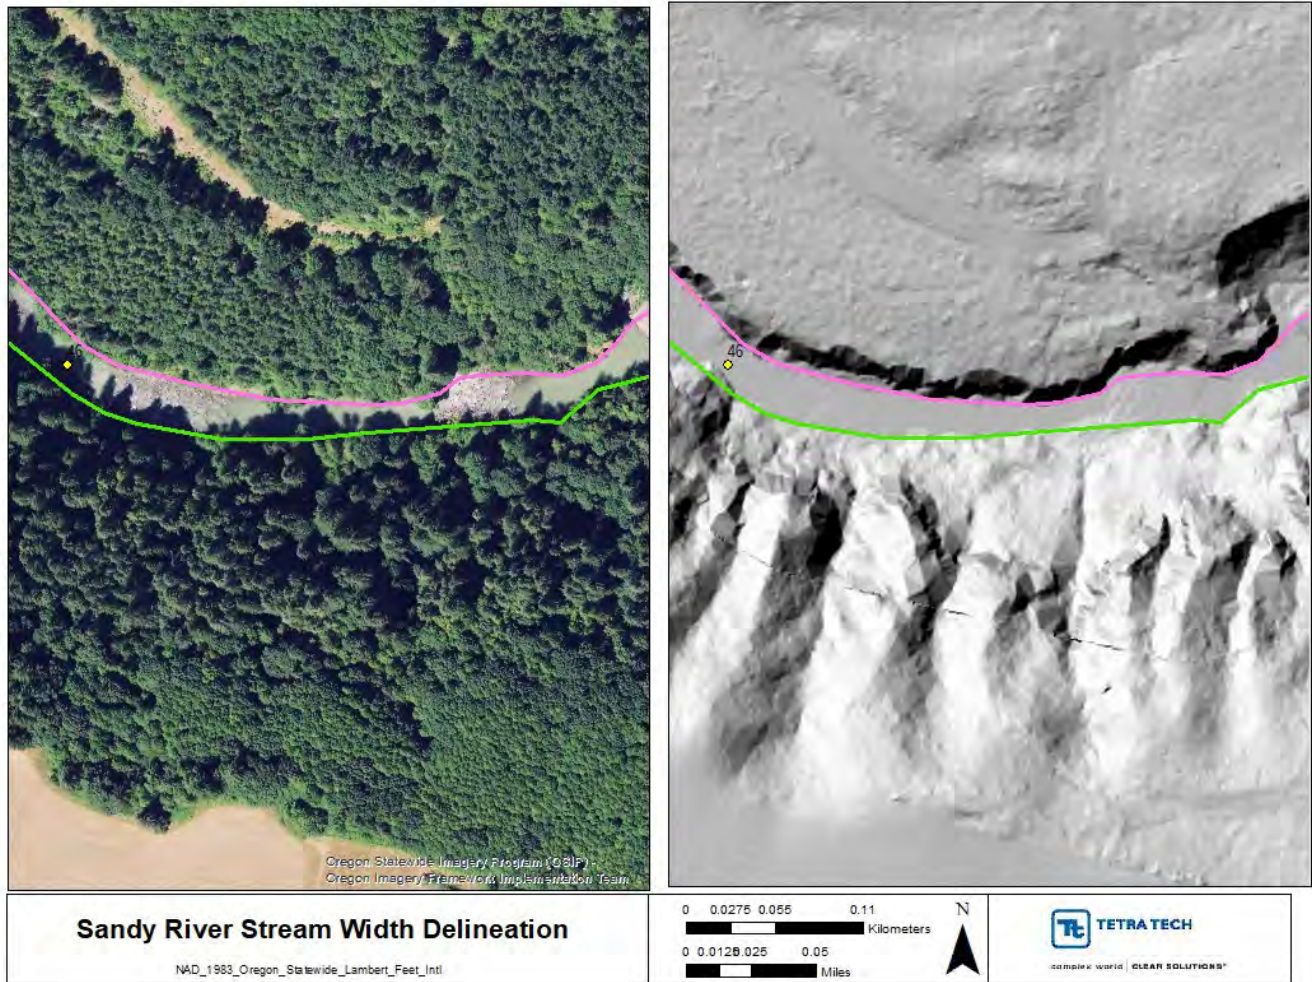 46
46
Oregon Statewide Imagery Program (OSIP) -
Oregon Imagery Framework Implementation Team
Sandy River Stream Width Delineation
NAD_1983_Oregon_Statewide_Lambert_Feet_Intl
0 0.0275 0.055 0.11
Kilometers
0 0.0125 0.025 0.05
Miles
N
Tt TETRA TECH
complex world | CLEAR SOLUTIONS™